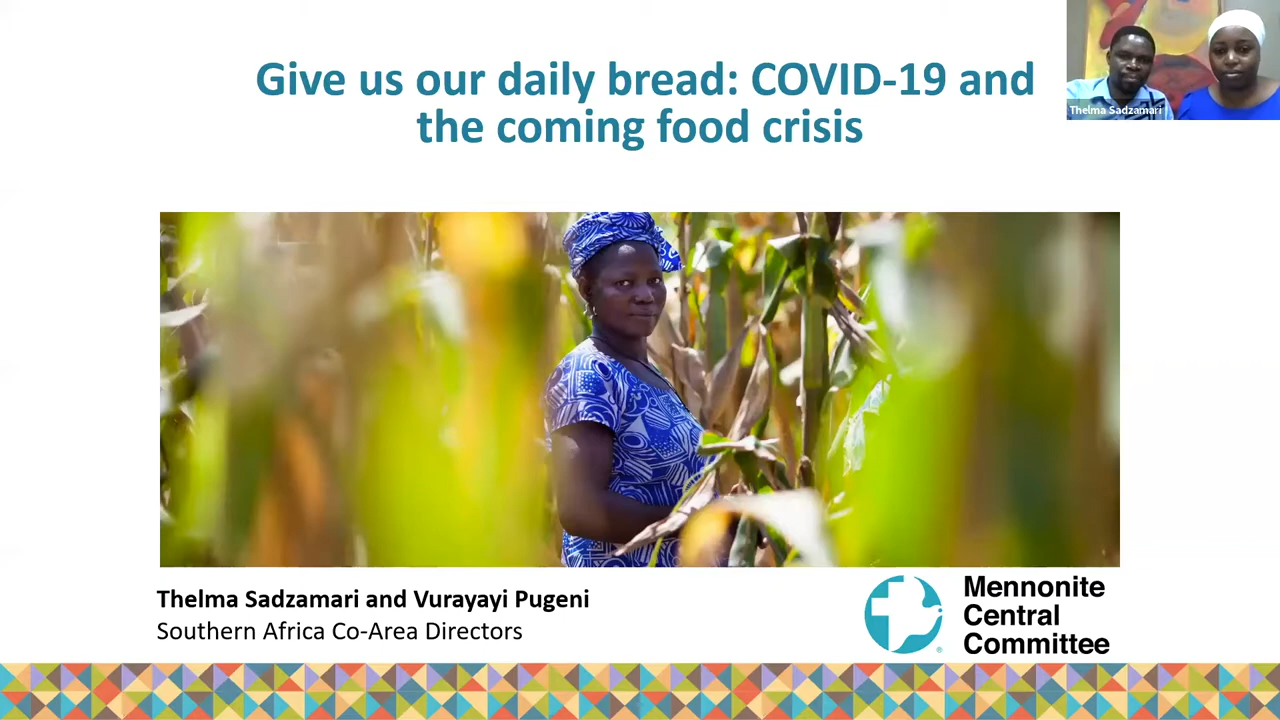 Give us our daily bread: COVID-19 and
the coming food crisis
Thelma Sadzamari
Thelma Sadzamari and Vurayayi Pugeni
Southern Africa Co-Area Directors
Mennonite
Central
Committee
®